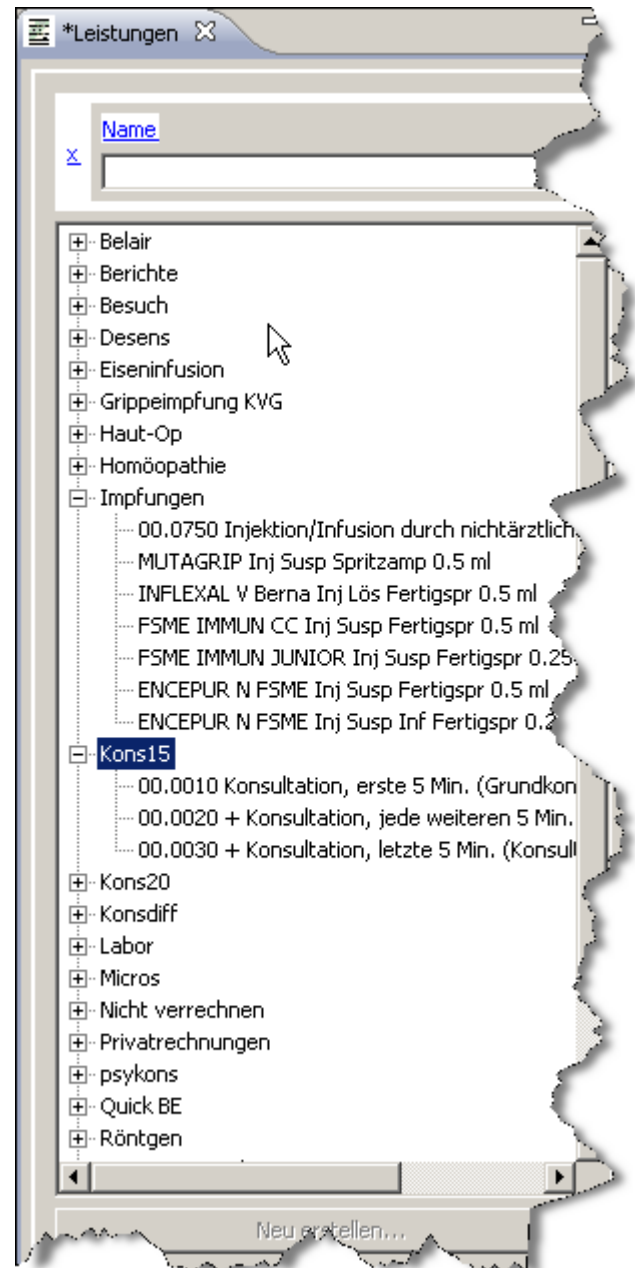 *Leistungen
Name
x
Belair
Berichte
Besuch
Desens
Eiseninfusion
Grippeimpfung KVG
Haut-Op
Homöopathie
Impfungen
00.0750 Injektion/Infusion durch nichtärztlich
MUTAGRIP Inj Susp Spritzamp 0.5 ml
INFLEXAL V Berna Inj Lös Fertigspr 0.5 ml
FSME IMMUN CC Inj Susp Fertigspr 0.5 ml
FSME IMMUN JUNIOR Inj Susp Fertigspr 0.25
ENCEPUR N FSME Inj Susp Fertigspr 0.5 ml
ENCEPUR N FSME Inj Susp Inf Fertigspr 0.2
Kons15
00.0010 Konsultation, erste 5 Min. (Grundkon
00.0020 + Konsultation, jede weiteren 5 Min.
00.0030 + Konsultation, letzte 5 Min. (Konsul
Kons20
Konsdiff
Labor
Micros
Nicht verrechnen
Privatrechnungen
psykons
Quick BE
Röntgen
Neu erstellen...